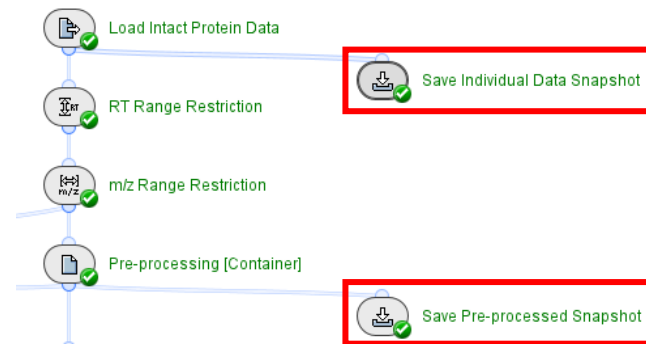 Load Intact Protein Data
Save Individual Data Snapshot
RT
RT Range Restriction
m/z
m/z Range Restriction
Pre-processing [Container]
Save Pre-processed Snapshot